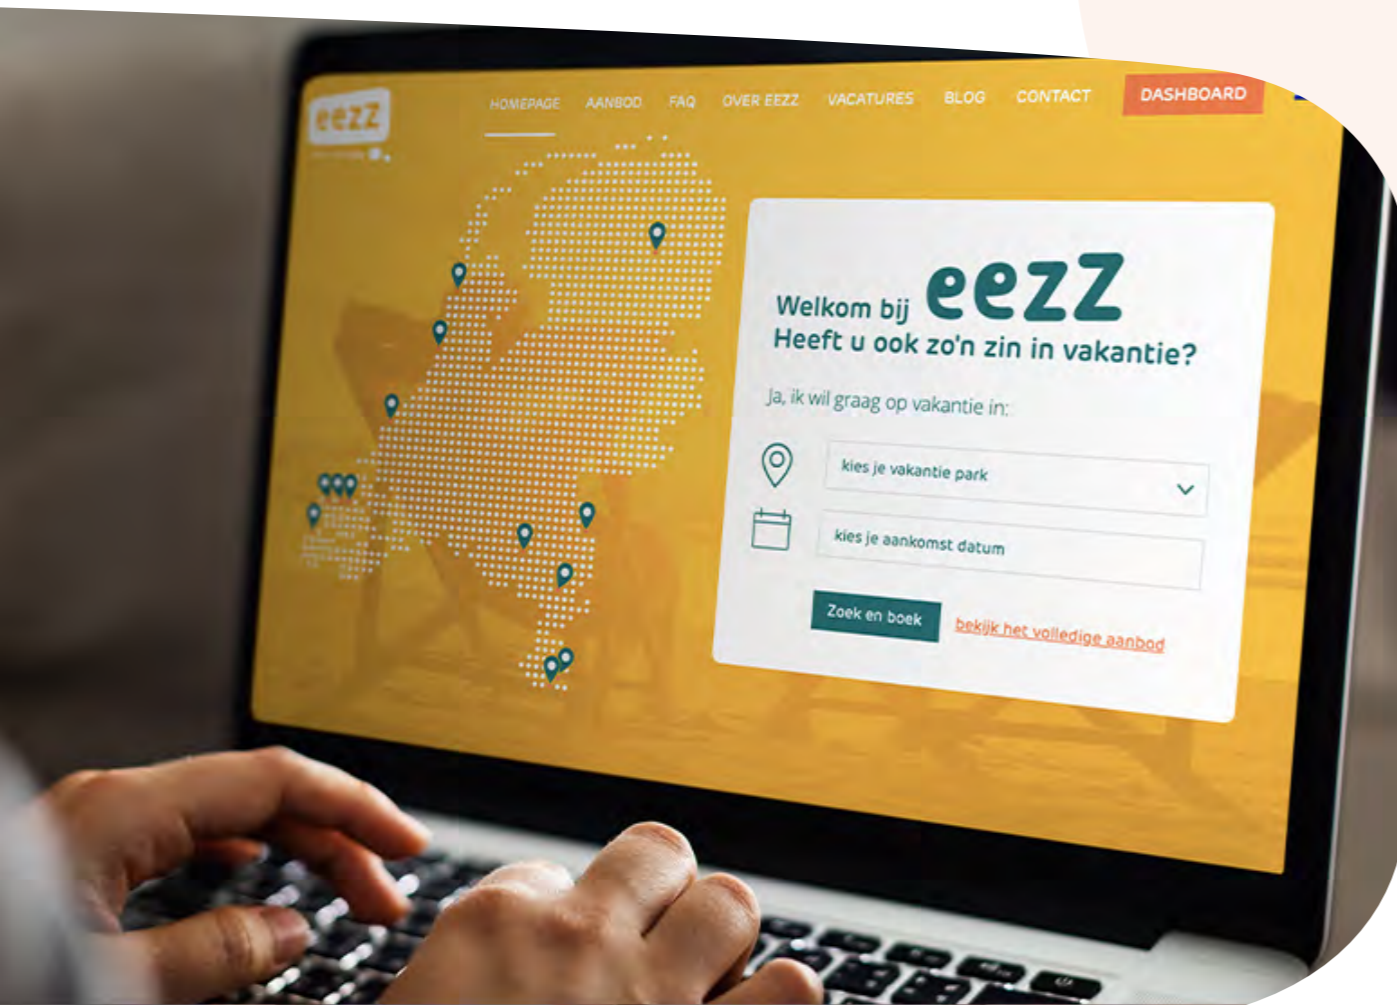 eezz
HOMEPAGE AANBOD FAQ OVER EEZZ VACATURES BLOG CONTACT DASHBOARD
Welkom bij eezz
Heeft u ook zo'n zin in vakantie?
Ja, ik wil graag op vakantie in:
kies je vakantie park
kies je aankomst datum
Zoek en boek bekijk het volledige aanbod